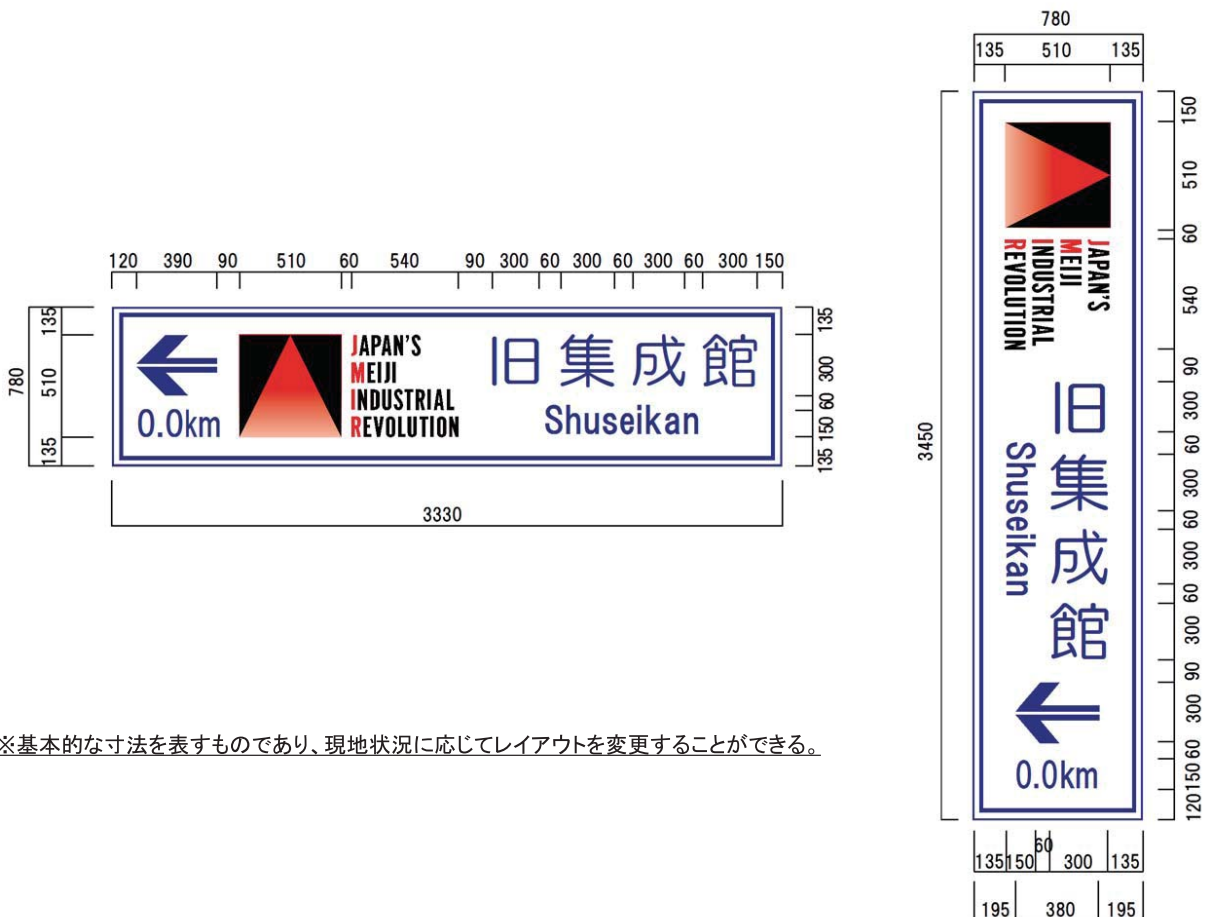 120 390 90 510 60 540 90 300 60 300 60 300 60 300 150
780
135 510 135
0.0km
JAPAN'S
MEIJI
INDUSTRIAL
REVOLUTION
旧集成館
Shuseikan
135 300 60 150 135
3330
※基本的な寸法を表すものであり、現地状況に応じてレイアウトを変更することができる。
780
135 510 135
3450
JAPAN'S
MEIJI
INDUSTRIAL
REVOLUTION
旧集成館
Shuseikan
0.0km
150 510 60 540 90 300 60 300 60 300 60 300 90 300 60 150 120
135 150 60 300 135
195 380 195